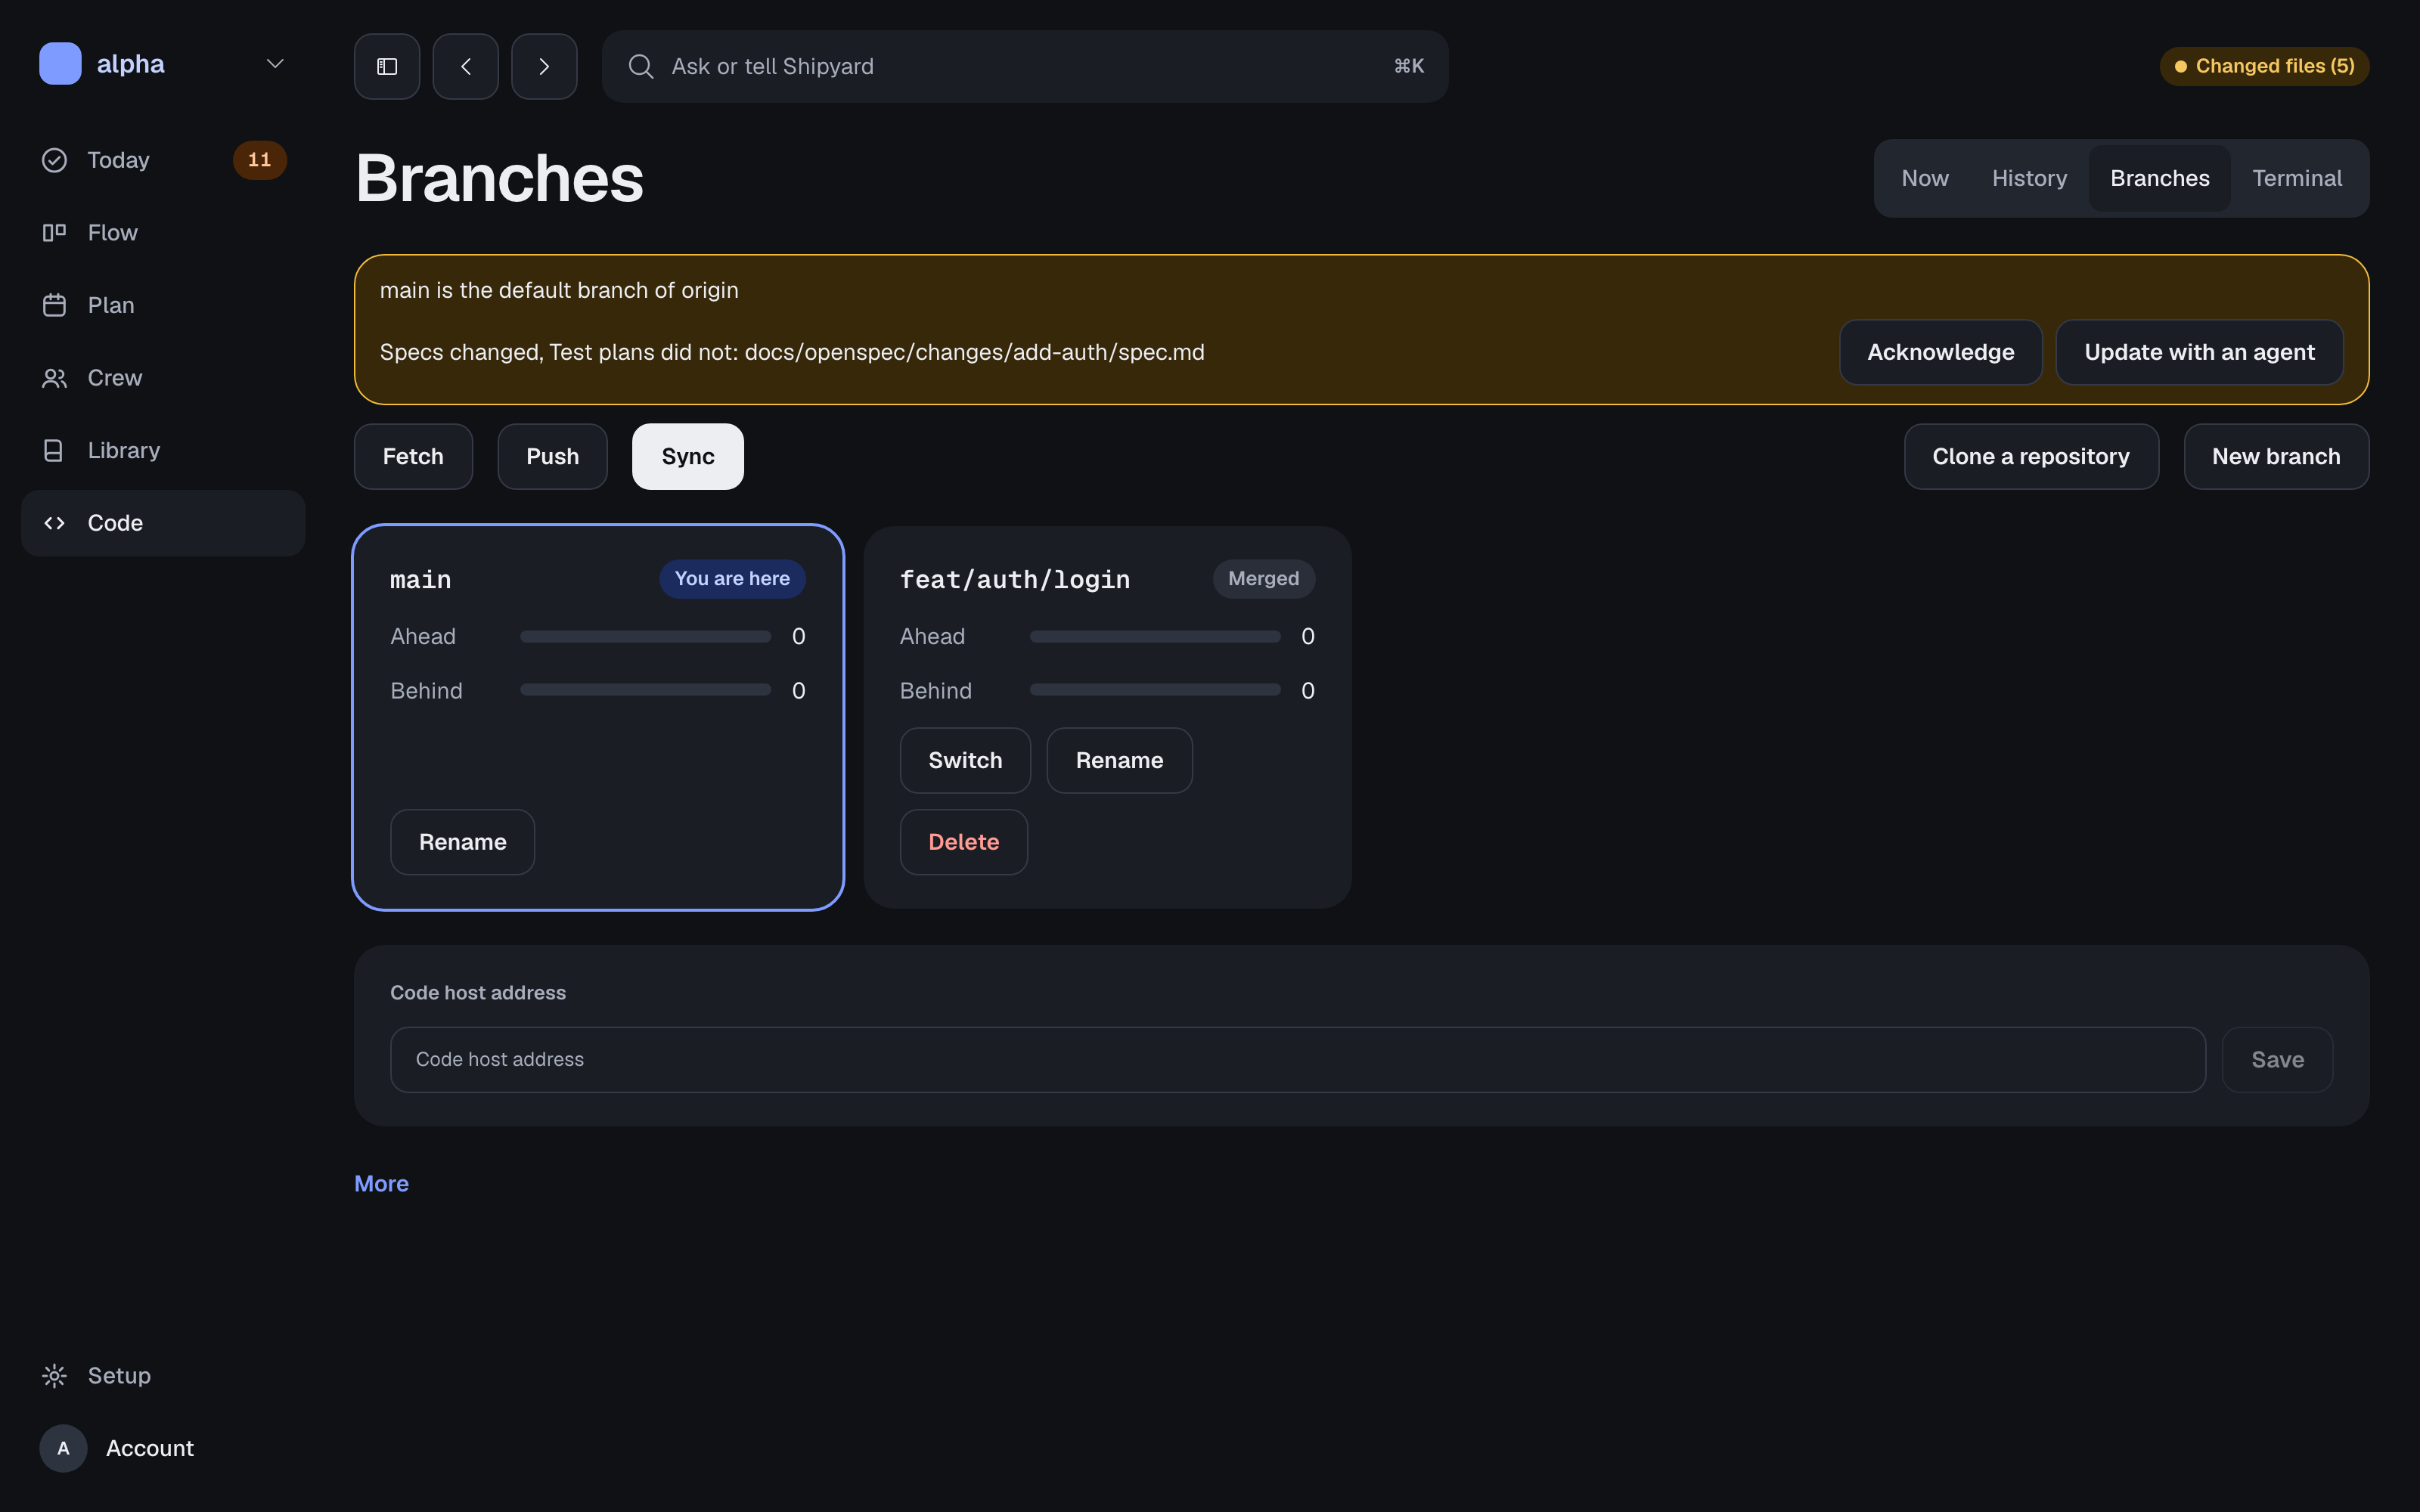 alpha
Ask or tell Shipyard ⌘K
Changed files (5)
Today 11
Flow
Plan
Crew
Library
Code
Branches
Now History Branches Terminal
main is the default branch of origin
Specs changed, Test plans did not: docs/openspec/changes/add-auth/spec.md
Acknowledge Update with an agent
Fetch Push Sync Clone a repository New branch
main You are here
Ahead 0
Behind 0
Rename
feat/auth/login Merged
Ahead 0
Behind 0
Switch Rename
Delete
Code host address
Code host address Save
More
Setup
A Account